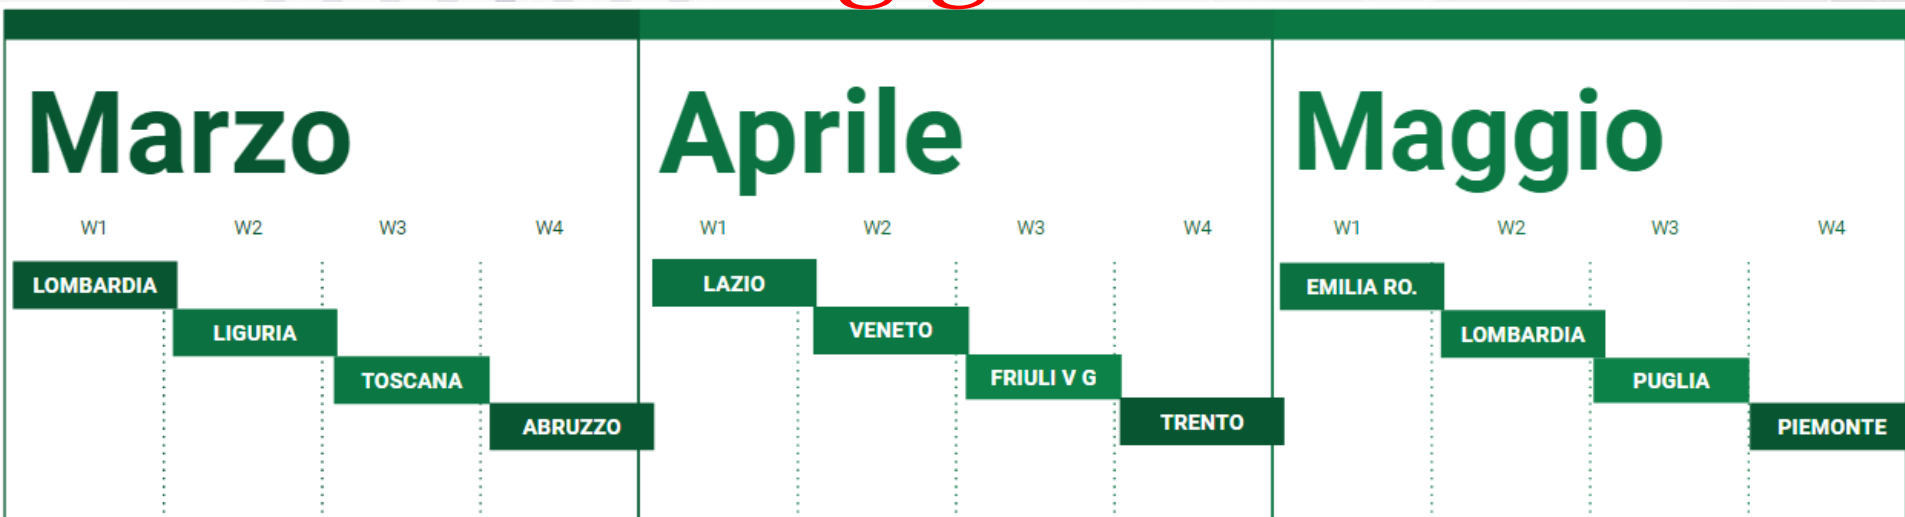 Marzo Aprile Maggio
W1 W2 W3 W4 W1 W2 W3 W4 W1 W2 W3 W4
LOMBARDIA LAZIO EMILIA RO.
LIGURIA VENETO LOMBARDIA
TOSCANA FRIULI V G PUGLIA
ABRUZZO TRENTO PIEMONTE